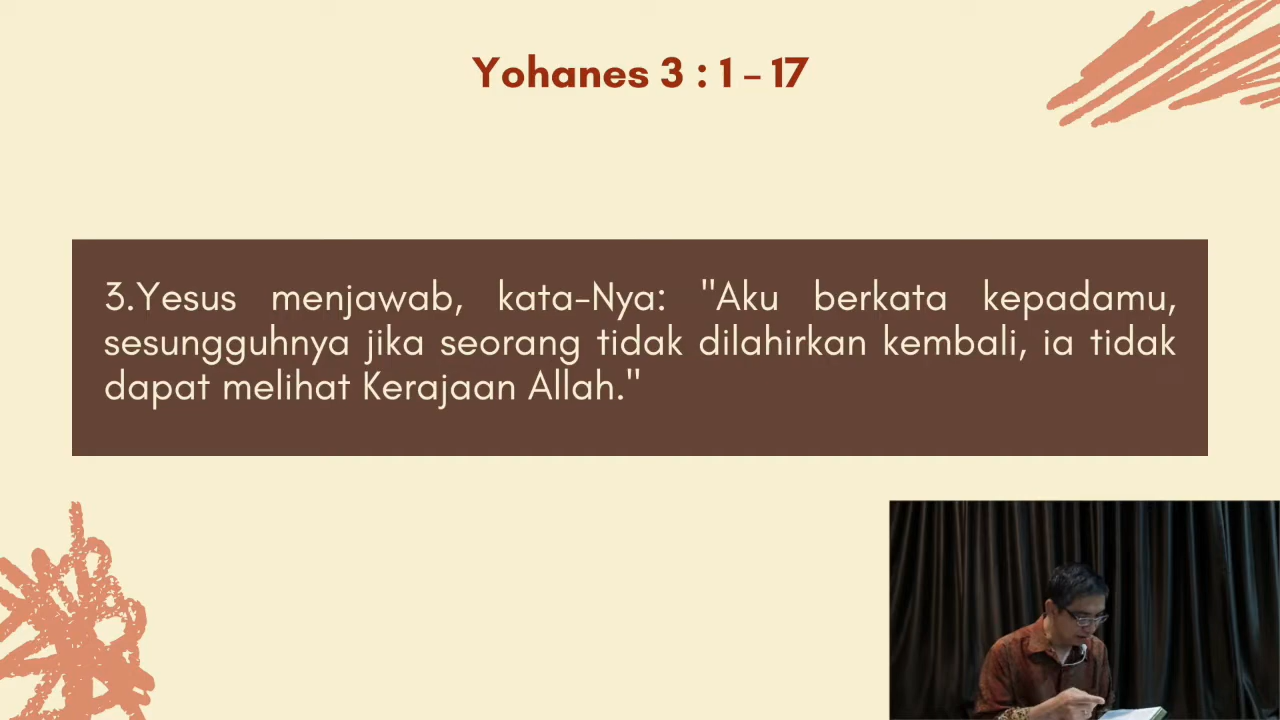 Yohanes 3 : 1 – 17
3.Yesus menjawab, kata-Nya: "Aku berkata kepadamu,
sesungguhnya jika seorang tidak dilahirkan kembali, ia tidak
dapat melihat Kerajaan Allah."